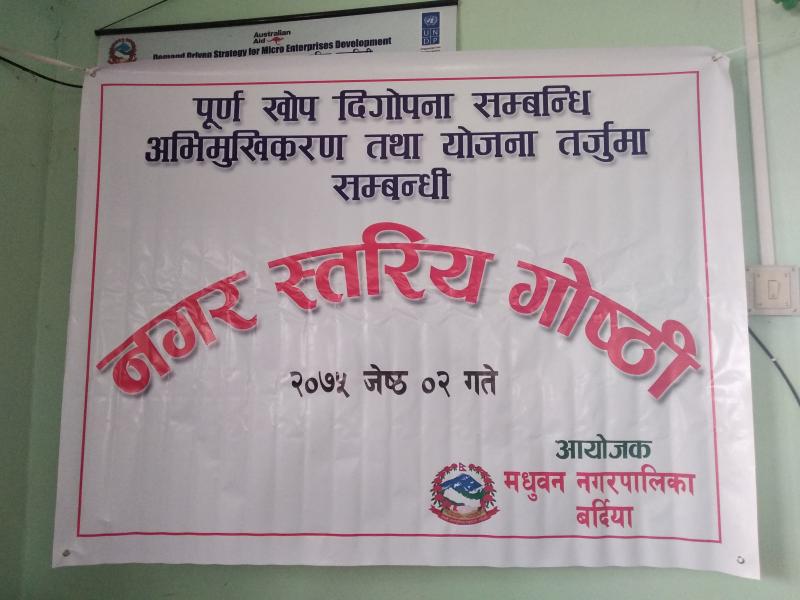 Australian
Aid
UNDP
Demand Driven Strategy for Micro Enterprises Development
पूर्ण खोप दिगोपना सम्बन्धि
अभिमुखिकरण तथा योजना तर्जुमा
सम्बन्धी
नगर स्तरिय गोष्ठी
२०७५ जेष्ठ ०२ गते
आयोजक
मधुवन नगरपालिका
बर्दिया